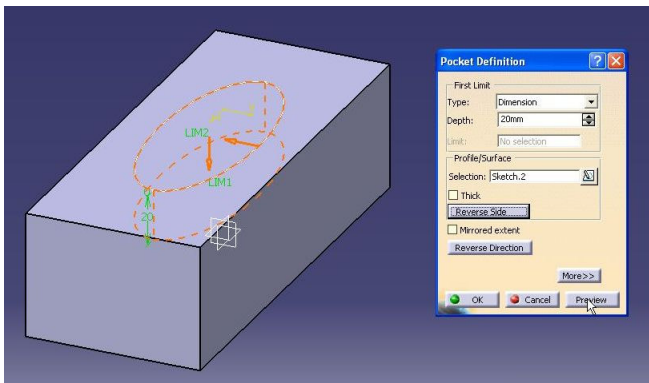 Pocket Definition
First Limit
Type: Dimension
Depth: 20mm
Limit: No selection
Profile/Surface
Selection: Sketch.2
Thick
Reverse Side
Mirrored extent
Reverse Direction
More>>
OK Cancel Preview
LIM2
LIM1
20